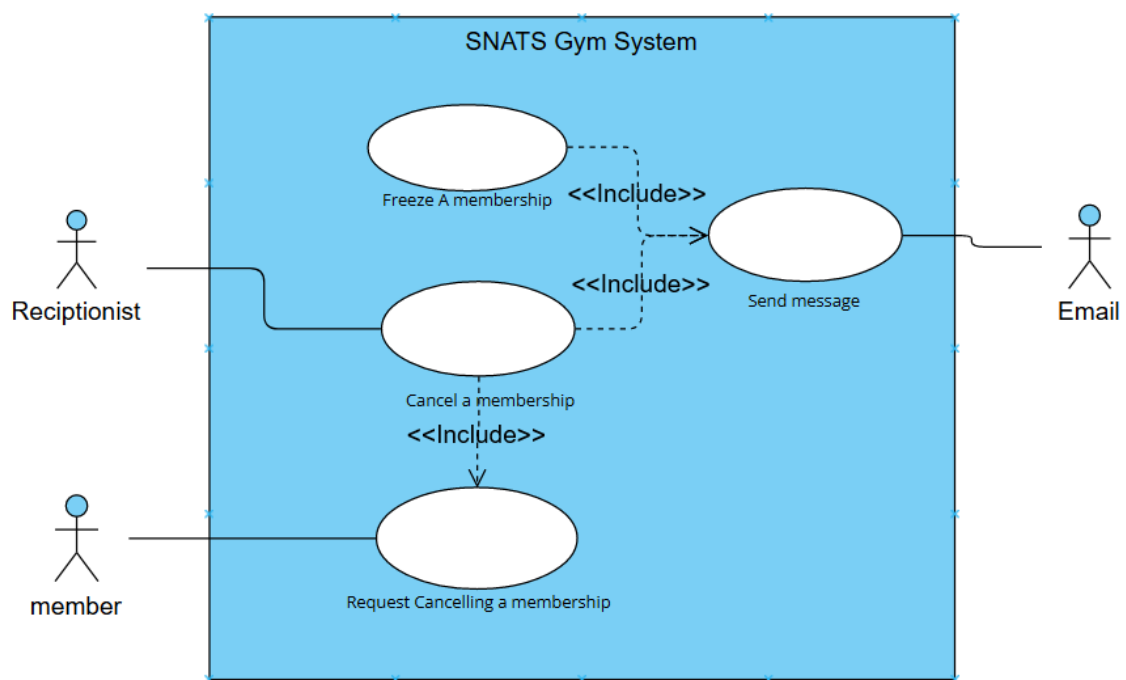 SNATS Gym System
Freeze A membership
<<Include>>
Send message
<<Include>>
Reciptionist
Email
Cancel a membership
<<Include>>
member
Request Cancelling a membership